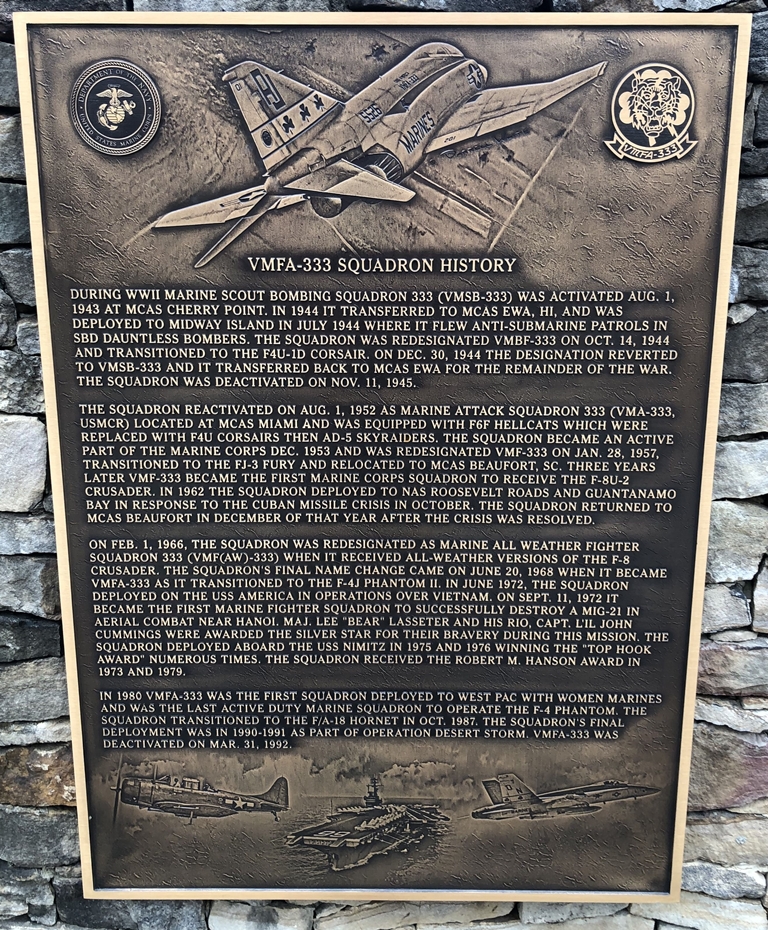 DEPARTMENT OF THE NAVY
UNITED STATES MARINE CORPS
MARINES
201
VMFA-333
VMFA-333 SQUADRON HISTORY
DURING WWII MARINE SCOUT BOMBING SQUADRON 333 (VMSB-333) WAS ACTIVATED AUG. 1,
1943 AT MCAS CHERRY POINT. IN 1944 IT TRANSFERRED TO MCAS EWA, HI, AND WAS
DEPLOYED TO MIDWAY ISLAND IN JULY 1944 WHERE IT FLEW ANTI-SUBMARINE PATROLS IN
SBD DAUNTLESS BOMBERS. THE SQUADRON WAS REDESIGNATED VMBF-333 ON OCT. 14, 1944
AND TRANSITIONED TO THE F4U-1D CORSAIR. ON DEC. 30, 1944 THE DESIGNATION REVERTED
TO VMSB-333 AND IT TRANSFERRED BACK TO MCAS EWA FOR THE REMAINDER OF THE WAR.
THE SQUADRON WAS DEACTIVATED ON NOV. 11, 1945.
THE SQUADRON REACTIVATED ON AUG. 1, 1952 AS MARINE ATTACK SQUADRON 333 (VMA-333,
USMCR) LOCATED AT MCAS MIAMI AND WAS EQUIPPED WITH F6F HELLCATS WHICH WERE
REPLACED WITH F4U CORSAIRS THEN AD-5 SKYRAIDERS. THE SQUADRON BECAME AN ACTIVE
PART OF THE MARINE CORPS DEC. 1953 AND WAS REDESIGNATED VMF-333 ON JAN. 28, 1957,
TRANSITIONED TO THE FJ-3 FURY AND RELOCATED TO MCAS BEAUFORT, SC. THREE YEARS
LATER VMF-333 BECAME THE FIRST MARINE CORPS SQUADRON TO RECEIVE THE F-8U-2
CRUSADER. IN 1962 THE SQUADRON DEPLOYED TO NAS ROOSEVELT ROADS AND GUANTANAMO
BAY IN RESPONSE TO THE CUBAN MISSILE CRISIS IN OCTOBER. THE SQUADRON RETURNED TO
MCAS BEAUFORT IN DECEMBER OF THAT YEAR AFTER THE CRISIS WAS RESOLVED.
ON FEB. 1, 1966, THE SQUADRON WAS REDESIGNATED AS MARINE ALL WEATHER FIGHTER
SQUADRON 333 (VMF(AW)-333) WHEN IT RECEIVED ALL-WEATHER VERSIONS OF THE F-8
CRUSADER. THE SQUADRON'S FINAL NAME CHANGE CAME ON JUNE 20, 1968 WHEN IT BECAME
VMFA-333 AS IT TRANSITIONED TO THE F-4J PHANTOM II. IN JUNE 1972, THE SQUADRON
DEPLOYED ON THE USS AMERICA IN OPERATIONS OVER VIETNAM. ON SEPT. 11, 1972 IT
BECAME THE FIRST MARINE FIGHTER SQUADRON TO SUCCESSFULLY DESTROY A MIG-21 IN
AERIAL COMBAT NEAR HANOI. MAJ. LEE "BEAR" LASSETER AND HIS RIO, CAPT. L'IL JOHN
CUMMINGS WERE AWARDED THE SILVER STAR FOR THEIR BRAVERY DURING THIS MISSION. THE
SQUADRON DEPLOYED ABOARD THE USS NIMITZ IN 1975 AND 1976 WINNING THE "TOP HOOK
AWARD" NUMEROUS TIMES. THE SQUADRON RECEIVED THE ROBERT M. HANSON AWARD IN
1973 AND 1979.
IN 1980 VMFA-333 WAS THE FIRST SQUADRON DEPLOYED TO WEST PAC WITH WOMEN MARINES
AND WAS THE LAST ACTIVE DUTY MARINE SQUADRON TO OPERATE THE F-4 PHANTOM. THE
SQUADRON TRANSITIONED TO THE F/A-18 HORNET IN OCT. 1987. THE SQUADRON'S FINAL
DEPLOYMENT WAS IN 1990-1991 AS PART OF OPERATION DESERT STORM. VMFA-333 WAS
DEACTIVATED ON MAR. 31, 1992.